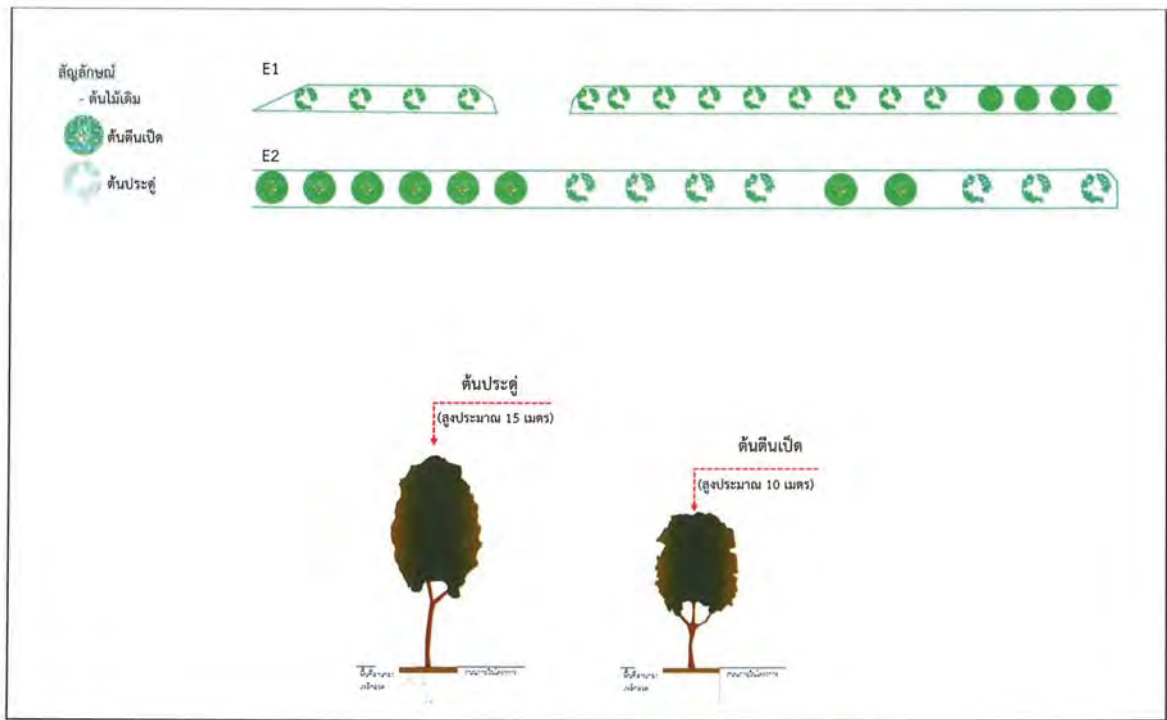 สัญลักษณ์
- ต้นไม้เดิม
ต้นตีนเป็ด
ต้นประดู่
E1
E2
ต้นประดู่
(สูงประมาณ 15 เมตร)
ต้นตีนเป็ด
(สูงประมาณ 10 เมตร)